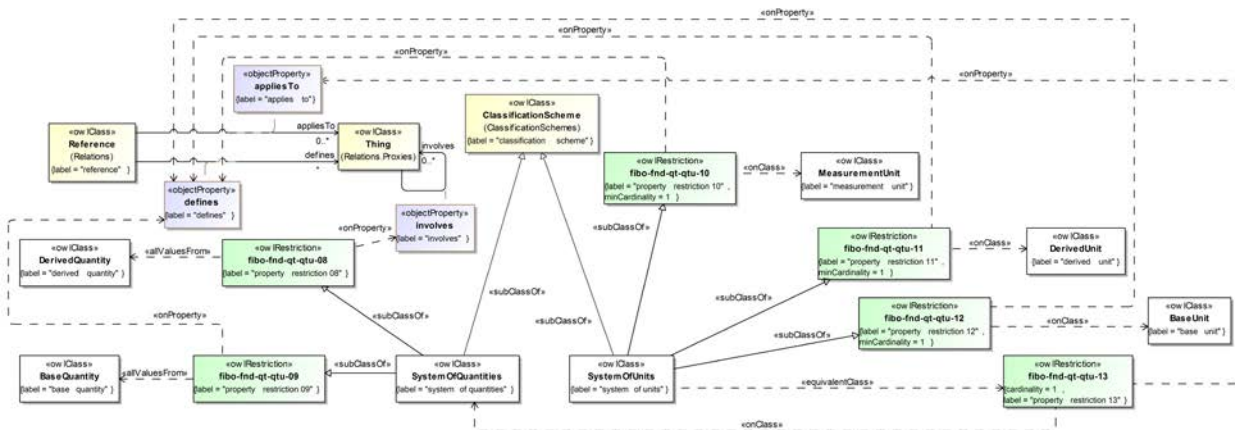 «onProperty»
«onProperty»
«onProperty»
«objectProperty»
appliesTo
{label = "applies to"}
«onProperty»
«owlClass»
ClassificationScheme
(ClassificationSchemes)
{label = "classification scheme"}
«owlClass»
Reference
(Relations)
{label = "reference" }
appliesTo
0..*
defines
*
«owlClass»
Thing
(Relations.Proxies)
involves
0..*
«owlRestriction»
fibo-fnd-qt-qtu-10
{label = "property restriction 10" ,
minCardinality = 1 }
«onClass»
«owlClass»
MeasurementUnit
{label = "measurement unit" }
«objectProperty»
defines
{label = "defines" }
«objectProperty»
involves
{label = "involves" }
«onProperty»
«subClassOf»
«owlClass»
DerivedQuantity
{label = "derived quantity" }
«allValuesFrom»
«owlRestriction»
fibo-fnd-qt-qtu-08
{label = "property restriction 08" }
«owlRestriction»
fibo-fnd-qt-qtu-11
{label = "property restriction 11" ,
minCardinality = 1 }
«onClass»
«owlClass»
DerivedUnit
{label = "derived unit" }
«subClassOf»
«subClassOf»
«subClassOf»
«subClassOf»
«onProperty»
«subClassOf»
«owlRestriction»
fibo-fnd-qt-qtu-12
{label = "property restriction 12" ,
minCardinality = 1 }
«onClass»
«owlClass»
BaseUnit
{label = "base unit" }
«owlClass»
BaseQuantity
{label = "base quantity" }
«allValuesFrom»
«owlRestriction»
fibo-fnd-qt-qtu-09
{label = "property restriction 09" }
«subClassOf»
«owlClass»
SystemOfQuantities
{label = "system of quantities" }
«owlClass»
SystemOfUnits
{label = "system of units" }
«equivalentClass»
«owlRestriction»
fibo-fnd-qt-qtu-13
{cardinality = 1 ,
label = "property restriction 13" }
«onClass»